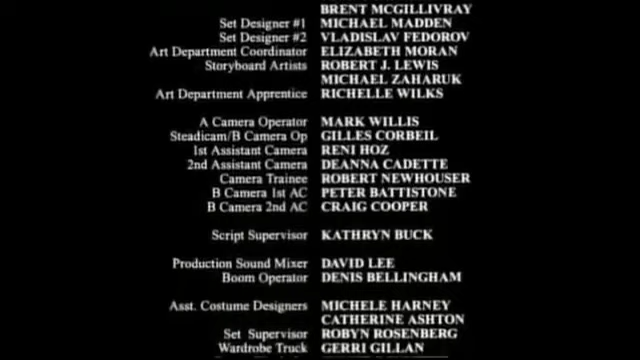 BRENT MCGILLIVRAY
Set Designer #1 MICHAEL MADDEN
Set Designer #2 VLADISLAV FEDOROV
Art Department Coordinator ELIZABETH MORAN
Storyboard Artists ROBERT J. LEWIS
MICHAEL ZAHARUK
Art Department Apprentice RICHELLE WILKS
A Camera Operator MARK WILLIS
Steadicam/B Camera Op GILLES CORBEIL
1st Assistant Camera RENI HOZ
2nd Assistant Camera DEANNA CADETTE
Camera Trainee ROBERT NEWHOUSER
B Camera 1st AC PETER BATTISTONE
B Camera 2nd AC CRAIG COOPER
Script Supervisor KATHRYN BUCK
Production Sound Mixer DAVID LEE
Boom Operator DENIS BELLINGHAM
Asst. Costume Designers MICHELE HARNEY
CATHERINE ASHTON
Set Supervisor ROBYN ROSENBERG
Wardrobe Truck GERRI GILLAN